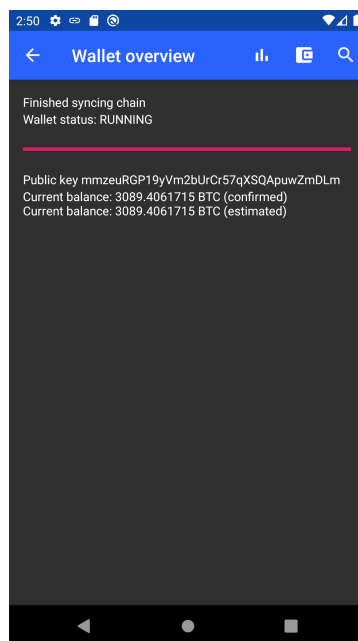 2:50
Wallet overview
Finished syncing chain
Wallet status: RUNNING
Public key mmzeuRGP19yVm2bUrCr57qXSQApuwZmDLm
Current balance: 3089.4061715 BTC (confirmed)
Current balance: 3089.4061715 BTC (estimated)